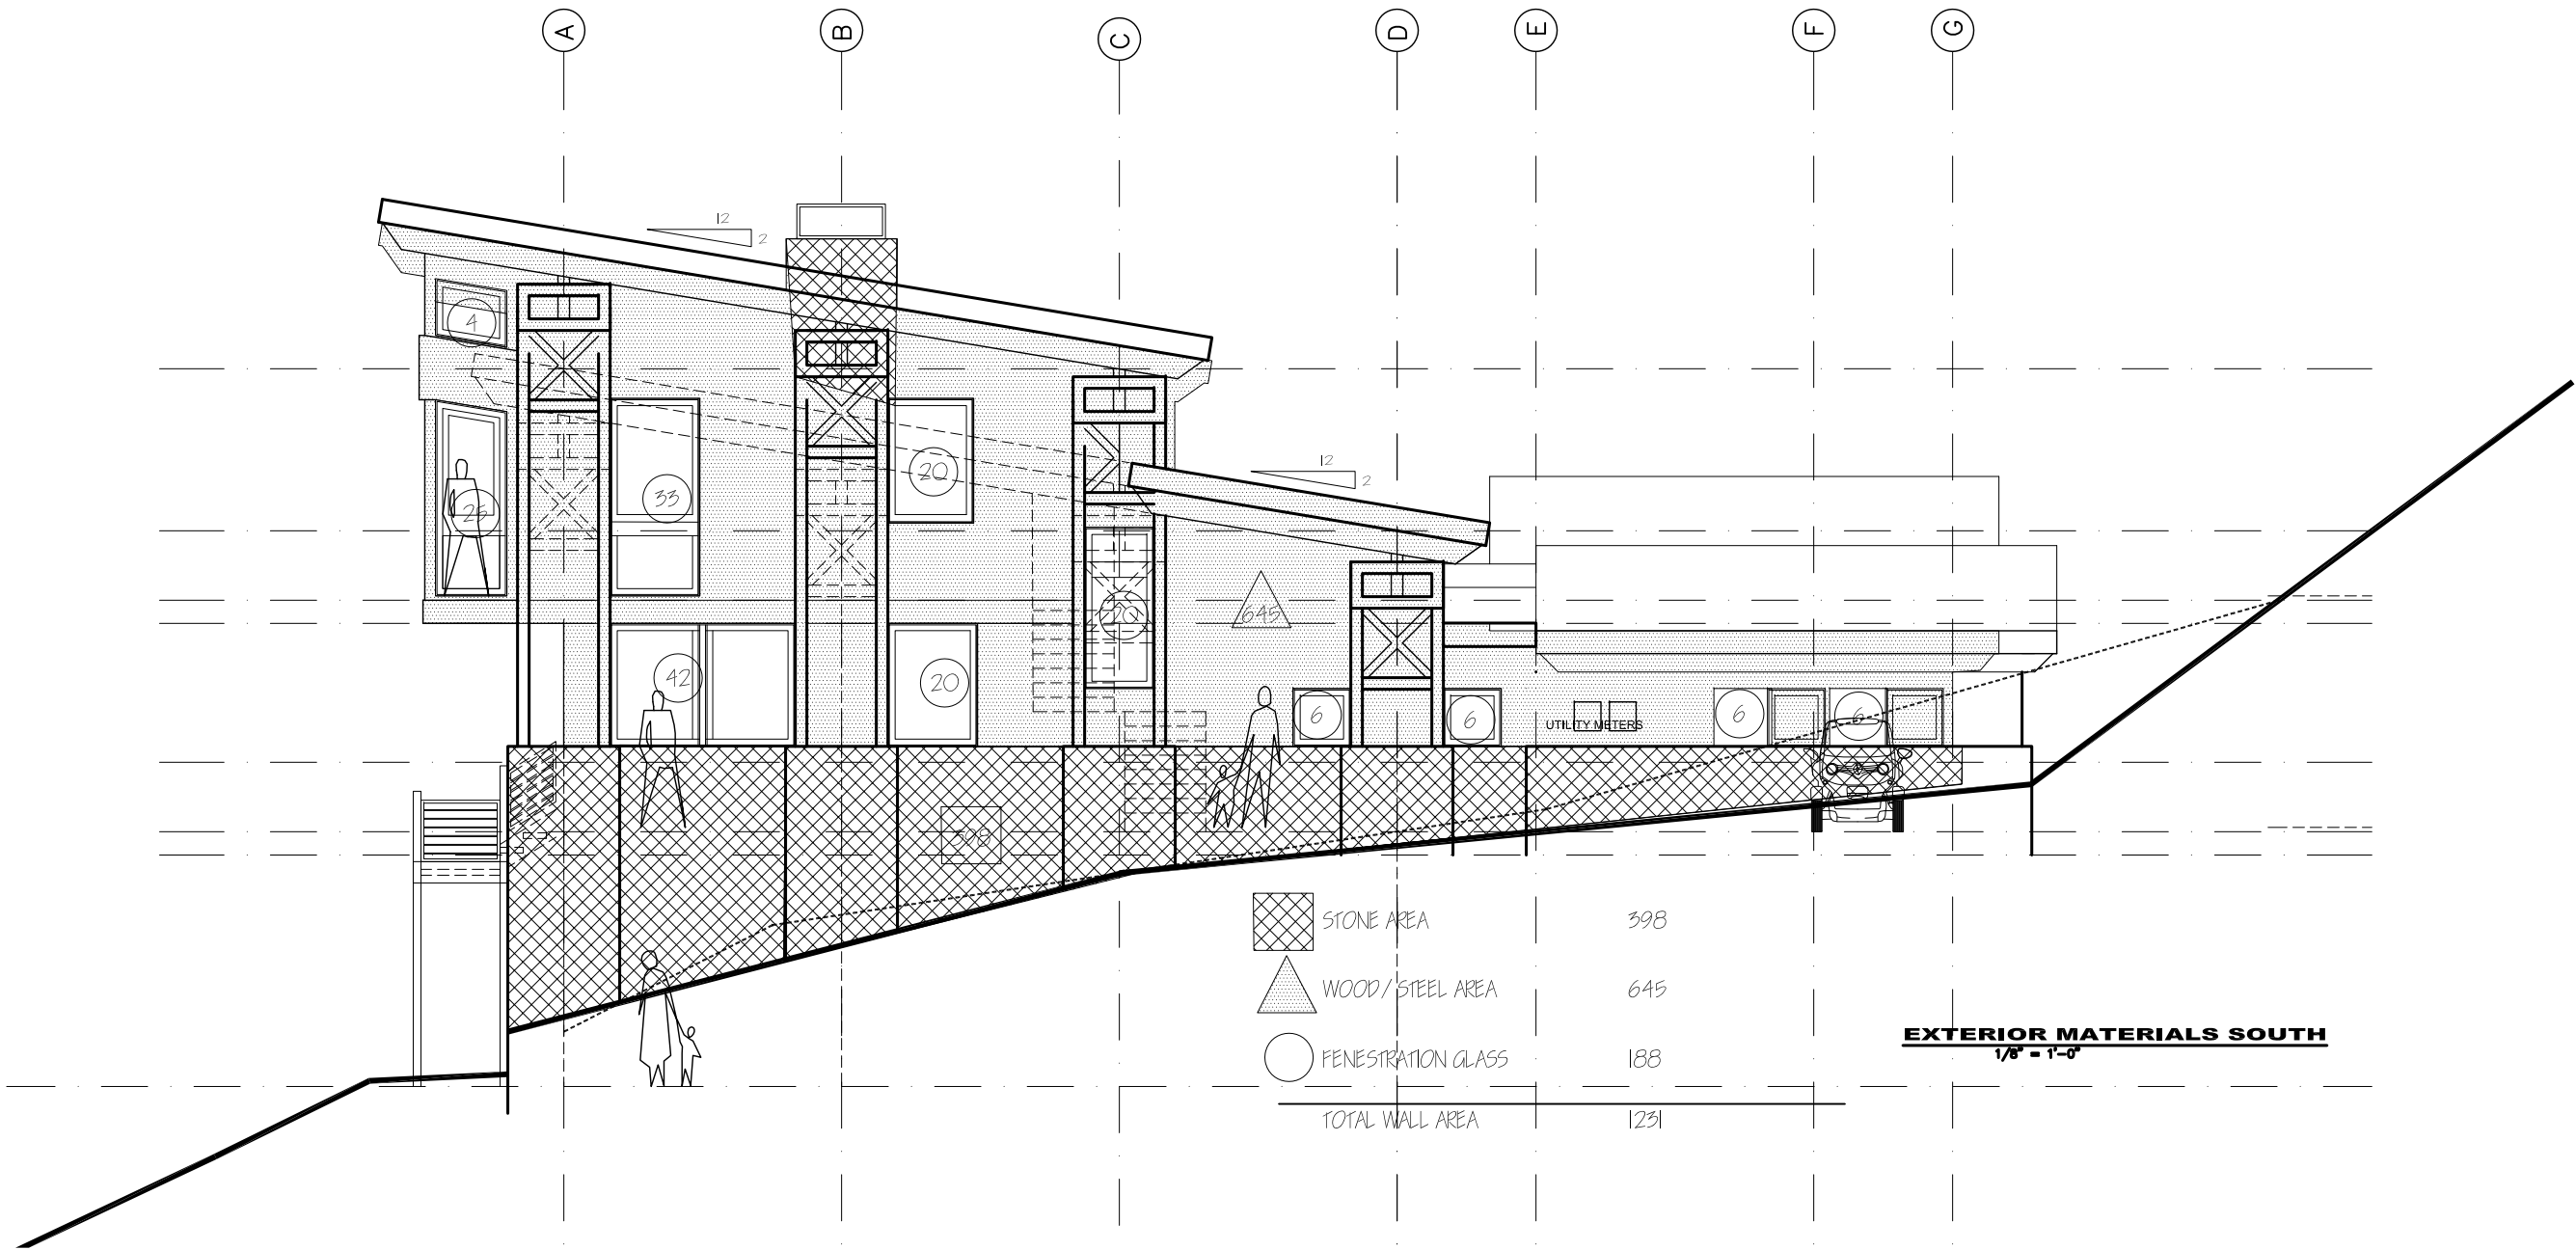 A
B
C
D
E
F
G
12
2
4
12
2
20
33
25
645
20
42
20
6
6
UTILITY METERS
6
6
398
STONE AREA 398
WOOD / STEEL AREA 645
EXTERIOR MATERIALS SOUTH
1/8" = 1'-0"
FENESTRATION GLASS 188
TOTAL WALL AREA 1231